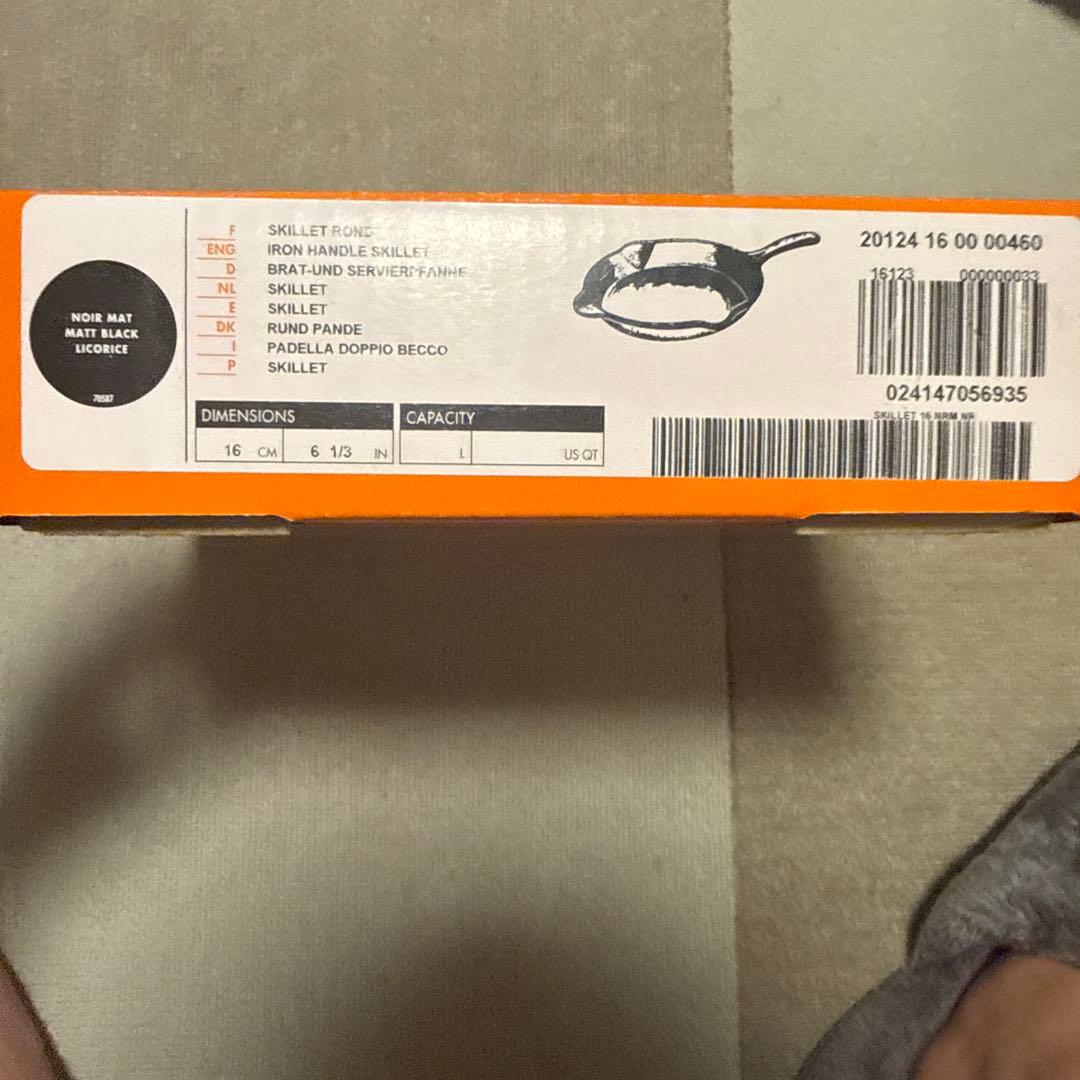 NOIR MAT
MATT BLACK
LICORICE
70587
F SKILLET ROND
ENG IRON HANDLE SKILLET
D BRAT-UND SERVIERPFANNE
NL SKILLET
E SKILLET
DK RUND PANDE
I PADELLA DOPPIO BECCO
P SKILLET
DIMENSIONS
16 CM 6 1/3 IN
CAPACITY
L US QT
20124 16 00 00460
16123 000000033
024147056935
SKILLET 16 NRM NR